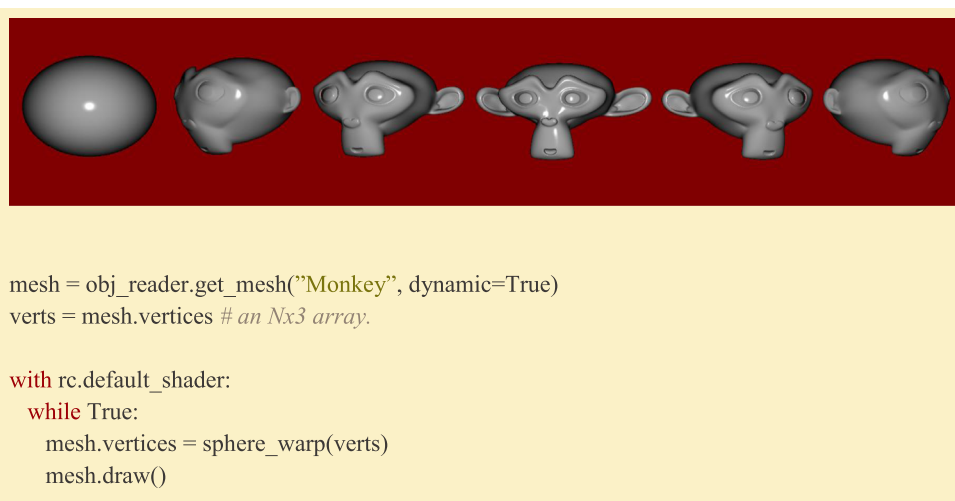 mesh = obj_reader.get_mesh(”Monkey”, dynamic=True)
verts = mesh.vertices # an Nx3 array.
with rc.default_shader:
while True:
mesh.vertices = sphere_warp(verts)
mesh.draw()